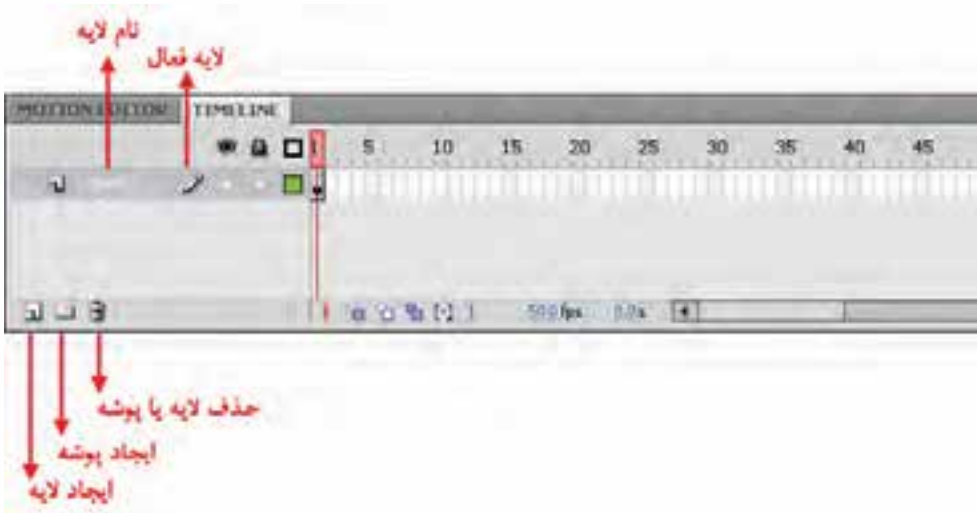 نام لایه
لایه فعال
MOTION EDITOR TIMELINE
1 5 10 15 20 25 30 35 40 45
fps
حذف لایه یا پوشه
ایجاد پوشه
ایجاد لایه